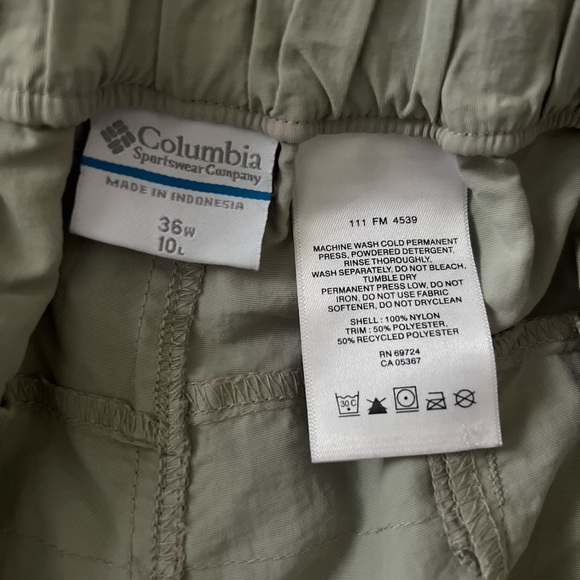 Columbia
Sportswear Company
MADE IN INDONESIA
36W
10L
111 FM 4539
MACHINE WASH COLD PERMANENT
PRESS, POWDERED DETERGENT,
RINSE THOROUGHLY,
WASH SEPARATELY, DO NOT BLEACH,
TUMBLE DRY
PERMANENT PRESS LOW, DO NOT
IRON, DO NOT USE FABRIC
SOFTENER, DO NOT DRYCLEAN
SHELL : 100% NYLON
TRIM : 50% POLYESTER,
50% RECYCLED POLYESTER
RN 69724
CA 05367
30 C